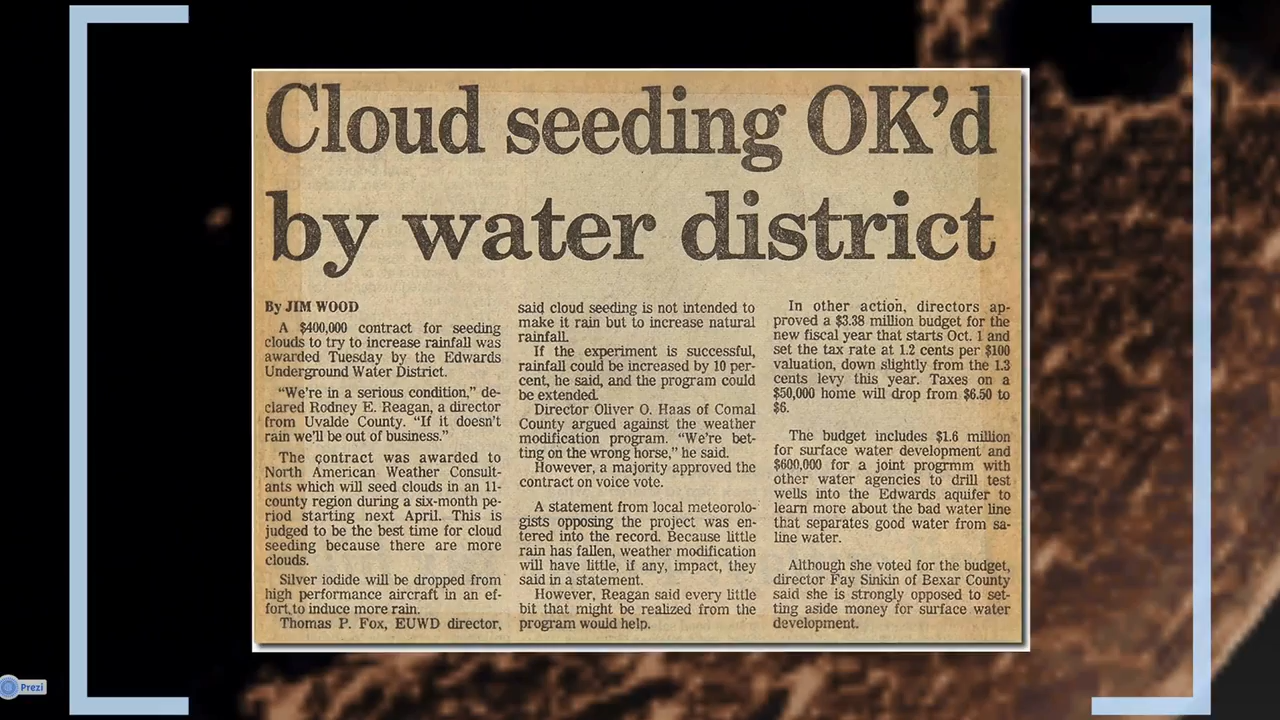 Cloud seeding OK'd
by water district
By JIM WOOD
A $400,000 contract for seeding
clouds to try to increase rainfall was
awarded Tuesday by the Edwards
Underground Water District.
"We're in a serious condition," de-
clared Rodney E. Reagan, a director
from Uvalde County. "If it doesn't
rain we'll be out of business."
The contract was awarded to
North American Weather Consult-
ants which will seed clouds in an 11-
county region during a six-month pe-
riod starting next April. This is
judged to be the best time for cloud
seeding because there are more
clouds.
Silver iodide will be dropped from
high performance aircraft in an ef-
fort to induce more rain.
Thomas P. Fox, EUWD director,
said cloud seeding is not intended to
make it rain but to increase natural
rainfall.
If the experiment is successful,
rainfall could be increased by 10 per-
cent, he said, and the program could
be extended.
Director Oliver O. Haas of Comal
County argued against the weather
modification program. "We're bet-
ting on the wrong horse," he said.
However, a majority approved the
contract on voice vote.
A statement from local meteorolo-
gists opposing the project was en-
tered into the record. Because little
rain has fallen, weather modification
will have little, if any, impact, they
said in a statement.
However, Reagan said every little
bit that might be realized from the
program would help.
In other action, directors ap-
proved a $3.38 million budget for the
new fiscal year that starts Oct. 1 and
set the tax rate at 1.2 cents per $100
valuation, down slightly from the 1.3
cents levy this year. Taxes on a
$50,000 home will drop from $6.50 to
$6.
The budget includes $1.6 million
for surface water development and
$600,000 for a joint progrmm with
other water agencies to drill test
wells into the Edwards aquifer to
learn more about the bad water line
that separates good water from sa-
line water.
Although she voted for the budget,
director Fay Sinkin of Bexar County
said she is strongly opposed to set-
ting aside money for surface water
development.
Prezi